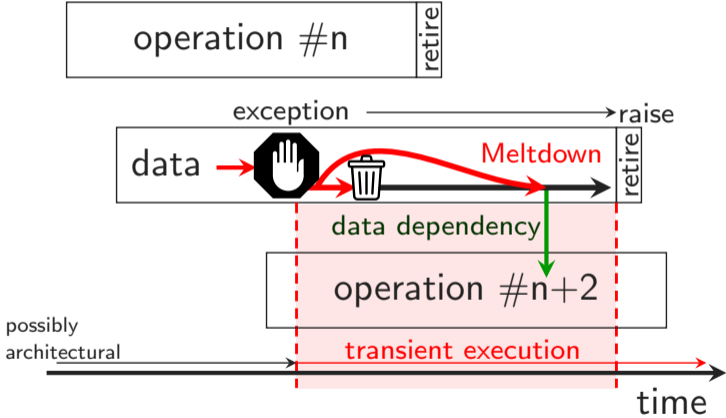 operation #n
retire
exception
raise
data
Meltdown
retire
data dependency
operation #n+2
possibly
architectural
transient execution
time